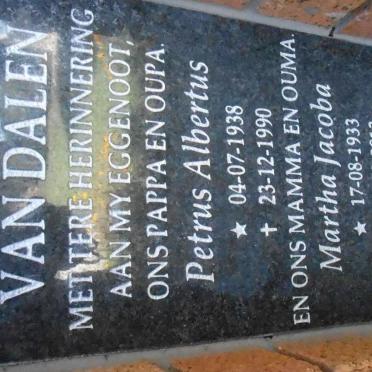 VAN DALEN
MET TERE HERINNERING
AAN MY EGGENOOT,
ONS PAPPA EN OUPA.
Petrus Albertus
★ 04-07-1938
✝ 23-12-1990
EN ONS MAMMA EN OUMA.
Martha Jacoba
★ 17-08-1933